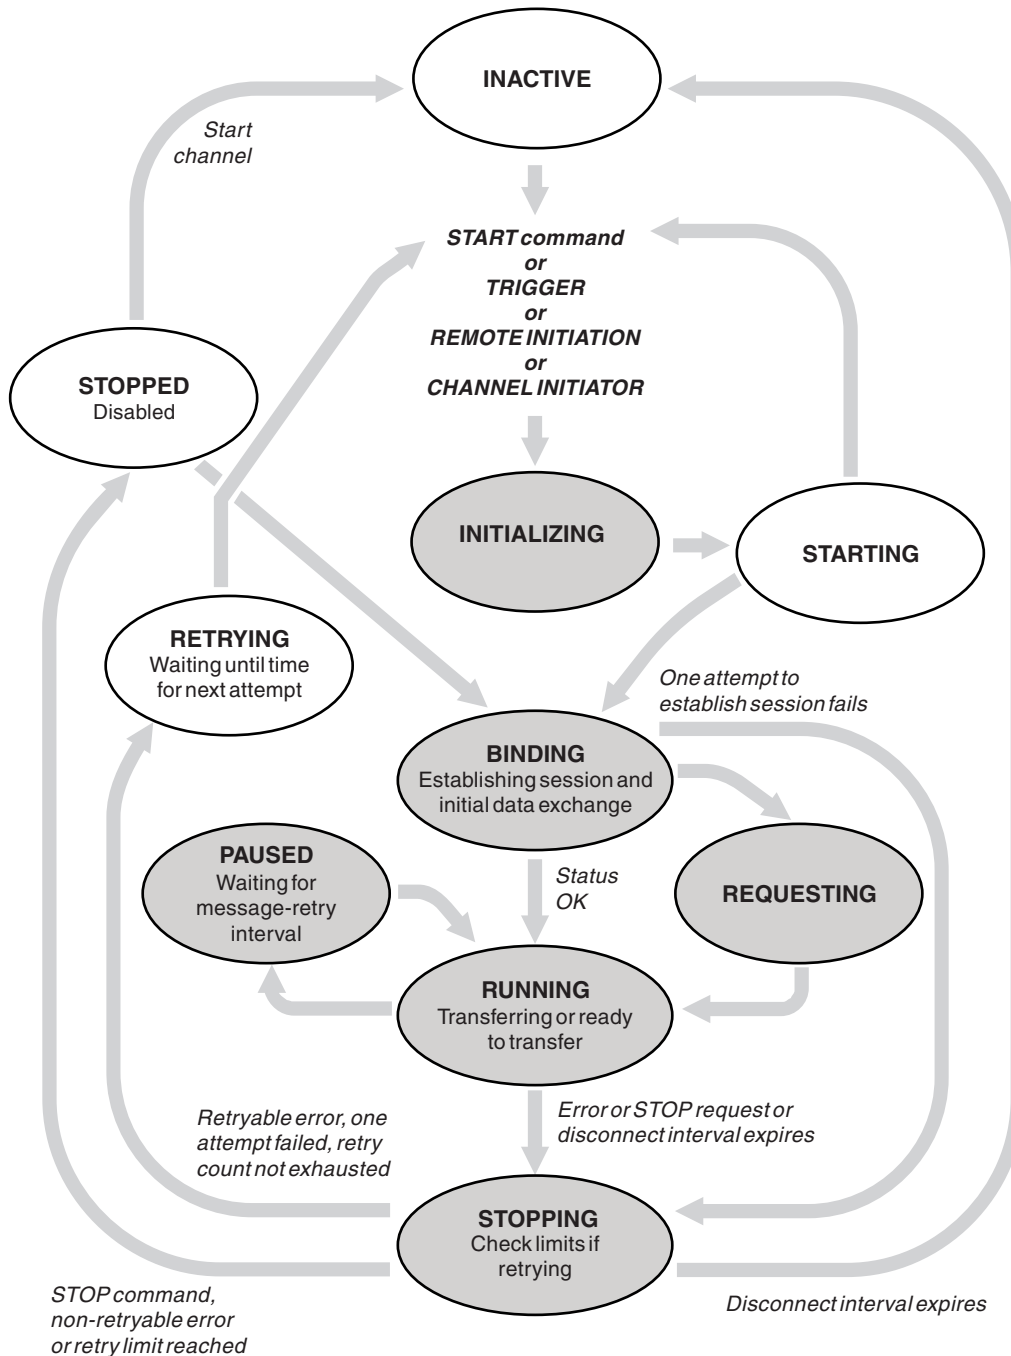 INACTIVE
Start
channel
START command
or
TRIGGER
or
REMOTE INITIATION
or
CHANNEL INITIATOR
STOPPED
Disabled
INITIALIZING
STARTING
RETRYING
Waiting until time
for next attempt
One attempt to
establish session fails
BINDING
Establishing session and
initial data exchange
PAUSED
Waiting for
message-retry
interval
Status
OK
REQUESTING
RUNNING
Transferring or ready
to transfer
Retryable error, one
attempt failed, retry
count not exhausted
Error or STOP request or
disconnect interval expires
STOPPING
Check limits if
retrying
STOP command,
non-retryable error
or retry limit reached
Disconnect interval expires